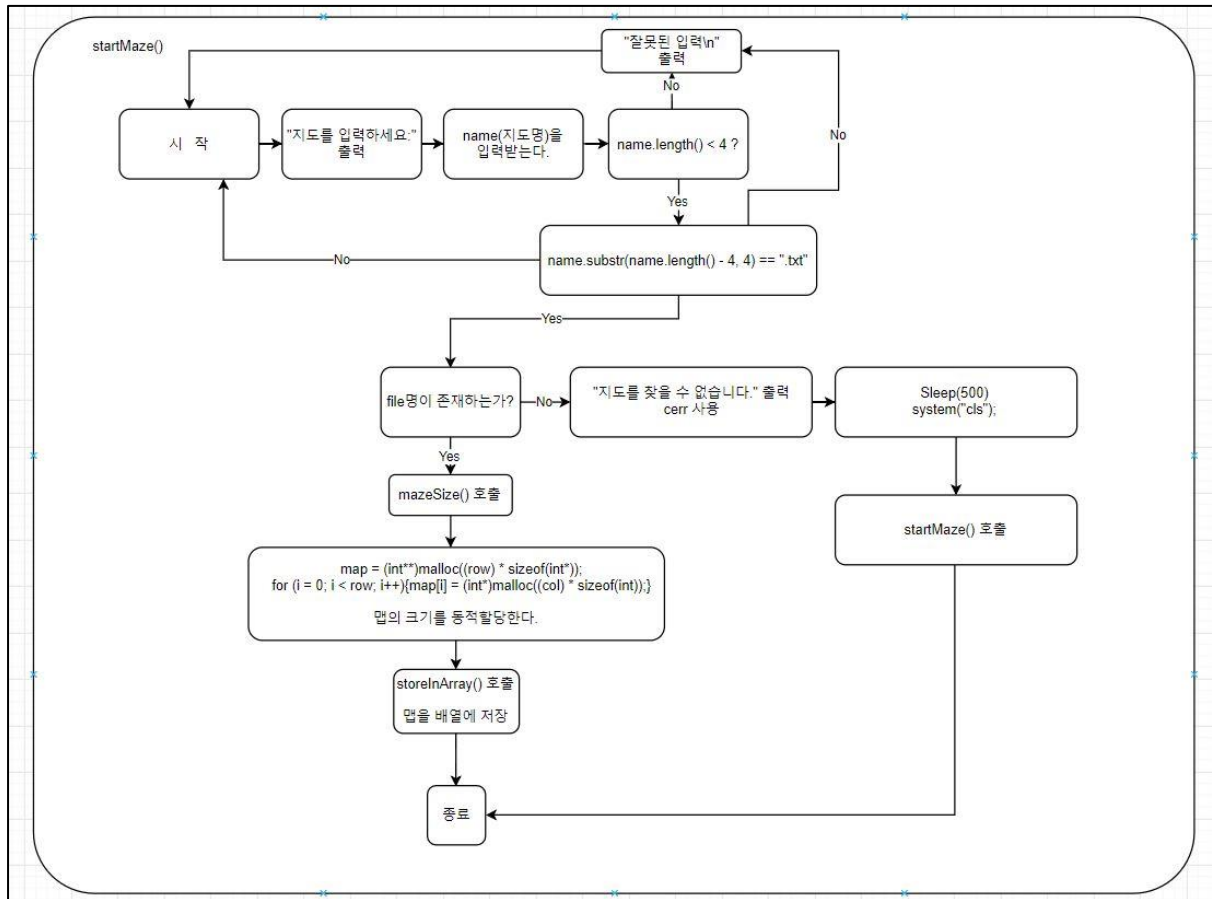 startMaze()
"잘못된 입력\n"
출력
No
시 작
"지도를 입력하세요:"
출력
name(지도명)을
입력받는다.
name.length() < 4 ?
No
Yes
name.substr(name.length() - 4, 4) == ".txt"
No
Yes
file명이 존재하는가?
No
"지도를 찾을 수 없습니다." 출력
cerr 사용
Sleep(500)
system("cls");
Yes
mazeSize() 호출
startMaze() 호출
map = (int**)malloc((row) * sizeof(int*));
for (i = 0; i < row; i++){map[i] = (int*)malloc((col) * sizeof(int));}
맵의 크기를 동적할당한다.
storeInArray() 호출
맵을 배열에 저장
종료